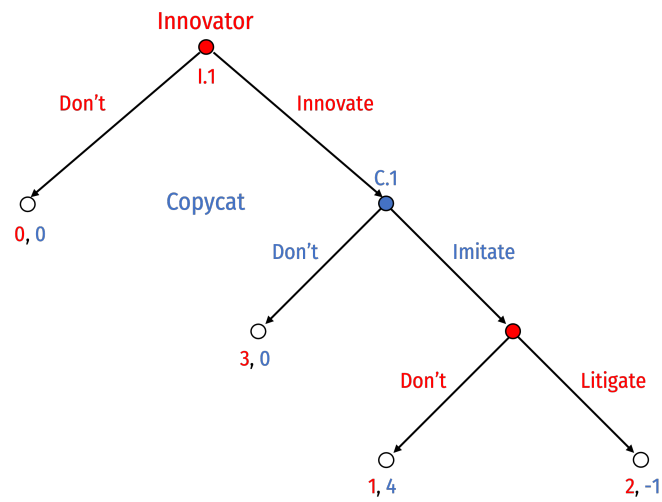 Innovator
I.1
Don't
Innovate
C.1
Copycat
0, 0
Don't
Imitate
3, 0
Don't
Litigate
1, 4
2, -1